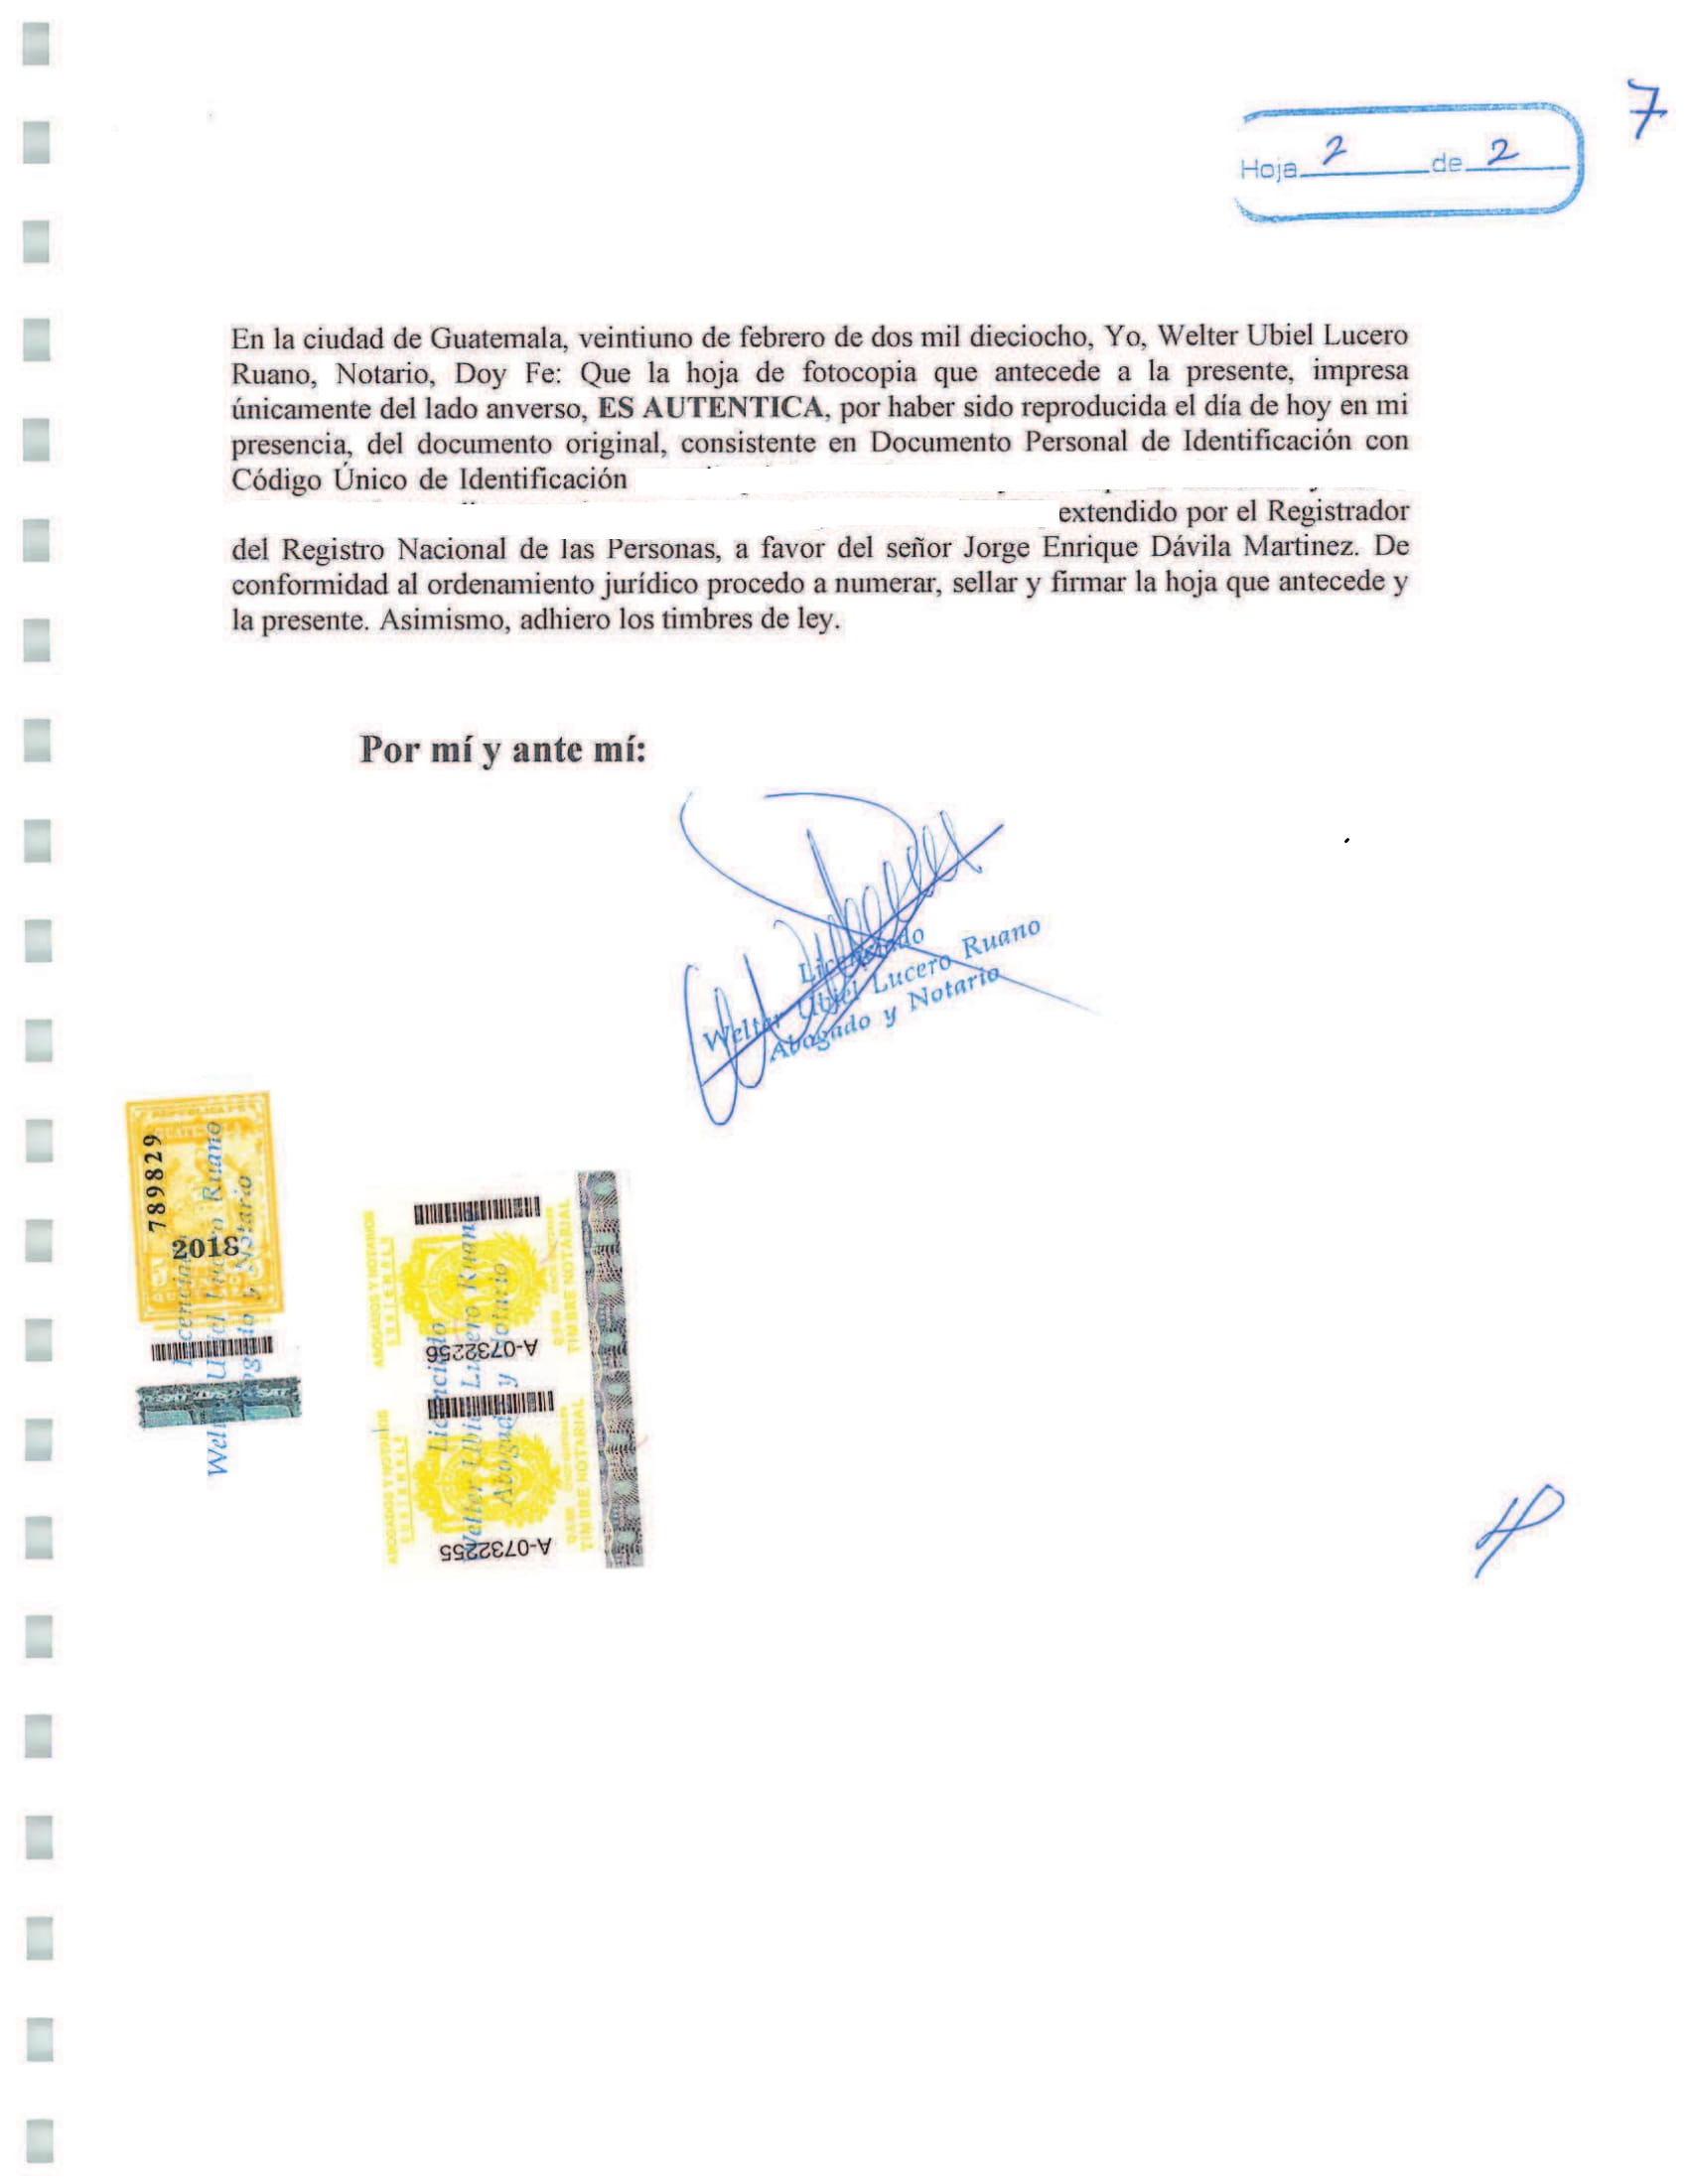 7
Hoja 2 de 2
En la ciudad de Guatemala, veintiuno de febrero de dos mil dieciocho, Yo, Welter Ubiel Lucero
Ruano, Notario, Doy Fe: Que la hoja de fotocopia que antecede a la presente, impresa
únicamente del lado anverso, ES AUTENTICA, por haber sido reproducida el día de hoy en mi
presencia, del documento original, consistente en Documento Personal de Identificación con
Código Único de Identificación
extendido por el Registrador
del Registro Nacional de las Personas, a favor del señor Jorge Enrique Dávila Martinez. De
conformidad al ordenamiento jurídico procedo a numerar, sellar y firmar la hoja que antecede y
la presente. Asimismo, adhiero los timbres de ley.
Por mí y ante mí:
Licenciado
Welter Ubiel Lucero Ruano
Abogado y Notario
789829
2018
Licenciado
Welter Ubiel Lucero Ruano
Abogado y Notario
ABOGADOS Y NOTARIOS
A-0732256
TIMBRE NOTARIAL
ABOGADOS Y NOTARIOS
A-0732255
TIMBRE NOTARIAL
Licenciado
Welter Ubiel Lucero Ruano
Abogado y Notario